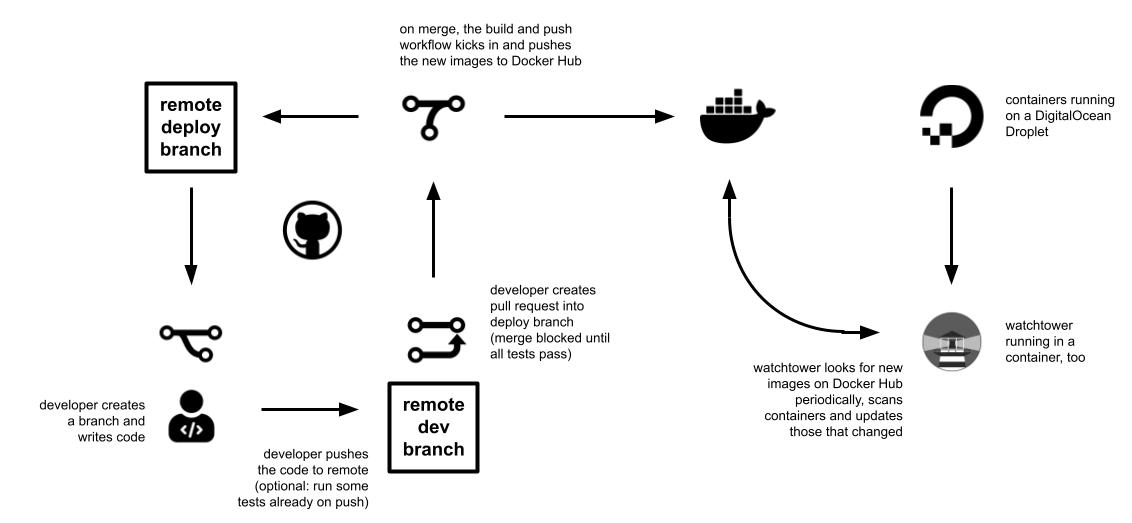 on merge, the build and push
workflow kicks in and pushes
the new images to Docker Hub
remote
deploy
branch
containers running
on a DigitalOcean
Droplet
developer creates
pull request into
deploy branch
(merge blocked until
all tests pass)
watchtower
running in a
container, too
watchtower looks for new
images on Docker Hub
periodically, scans
containers and updates
those that changed
developer creates
a branch and
writes code
</>
remote
dev
branch
developer pushes
the code to remote
(optional: run some
tests already on push)